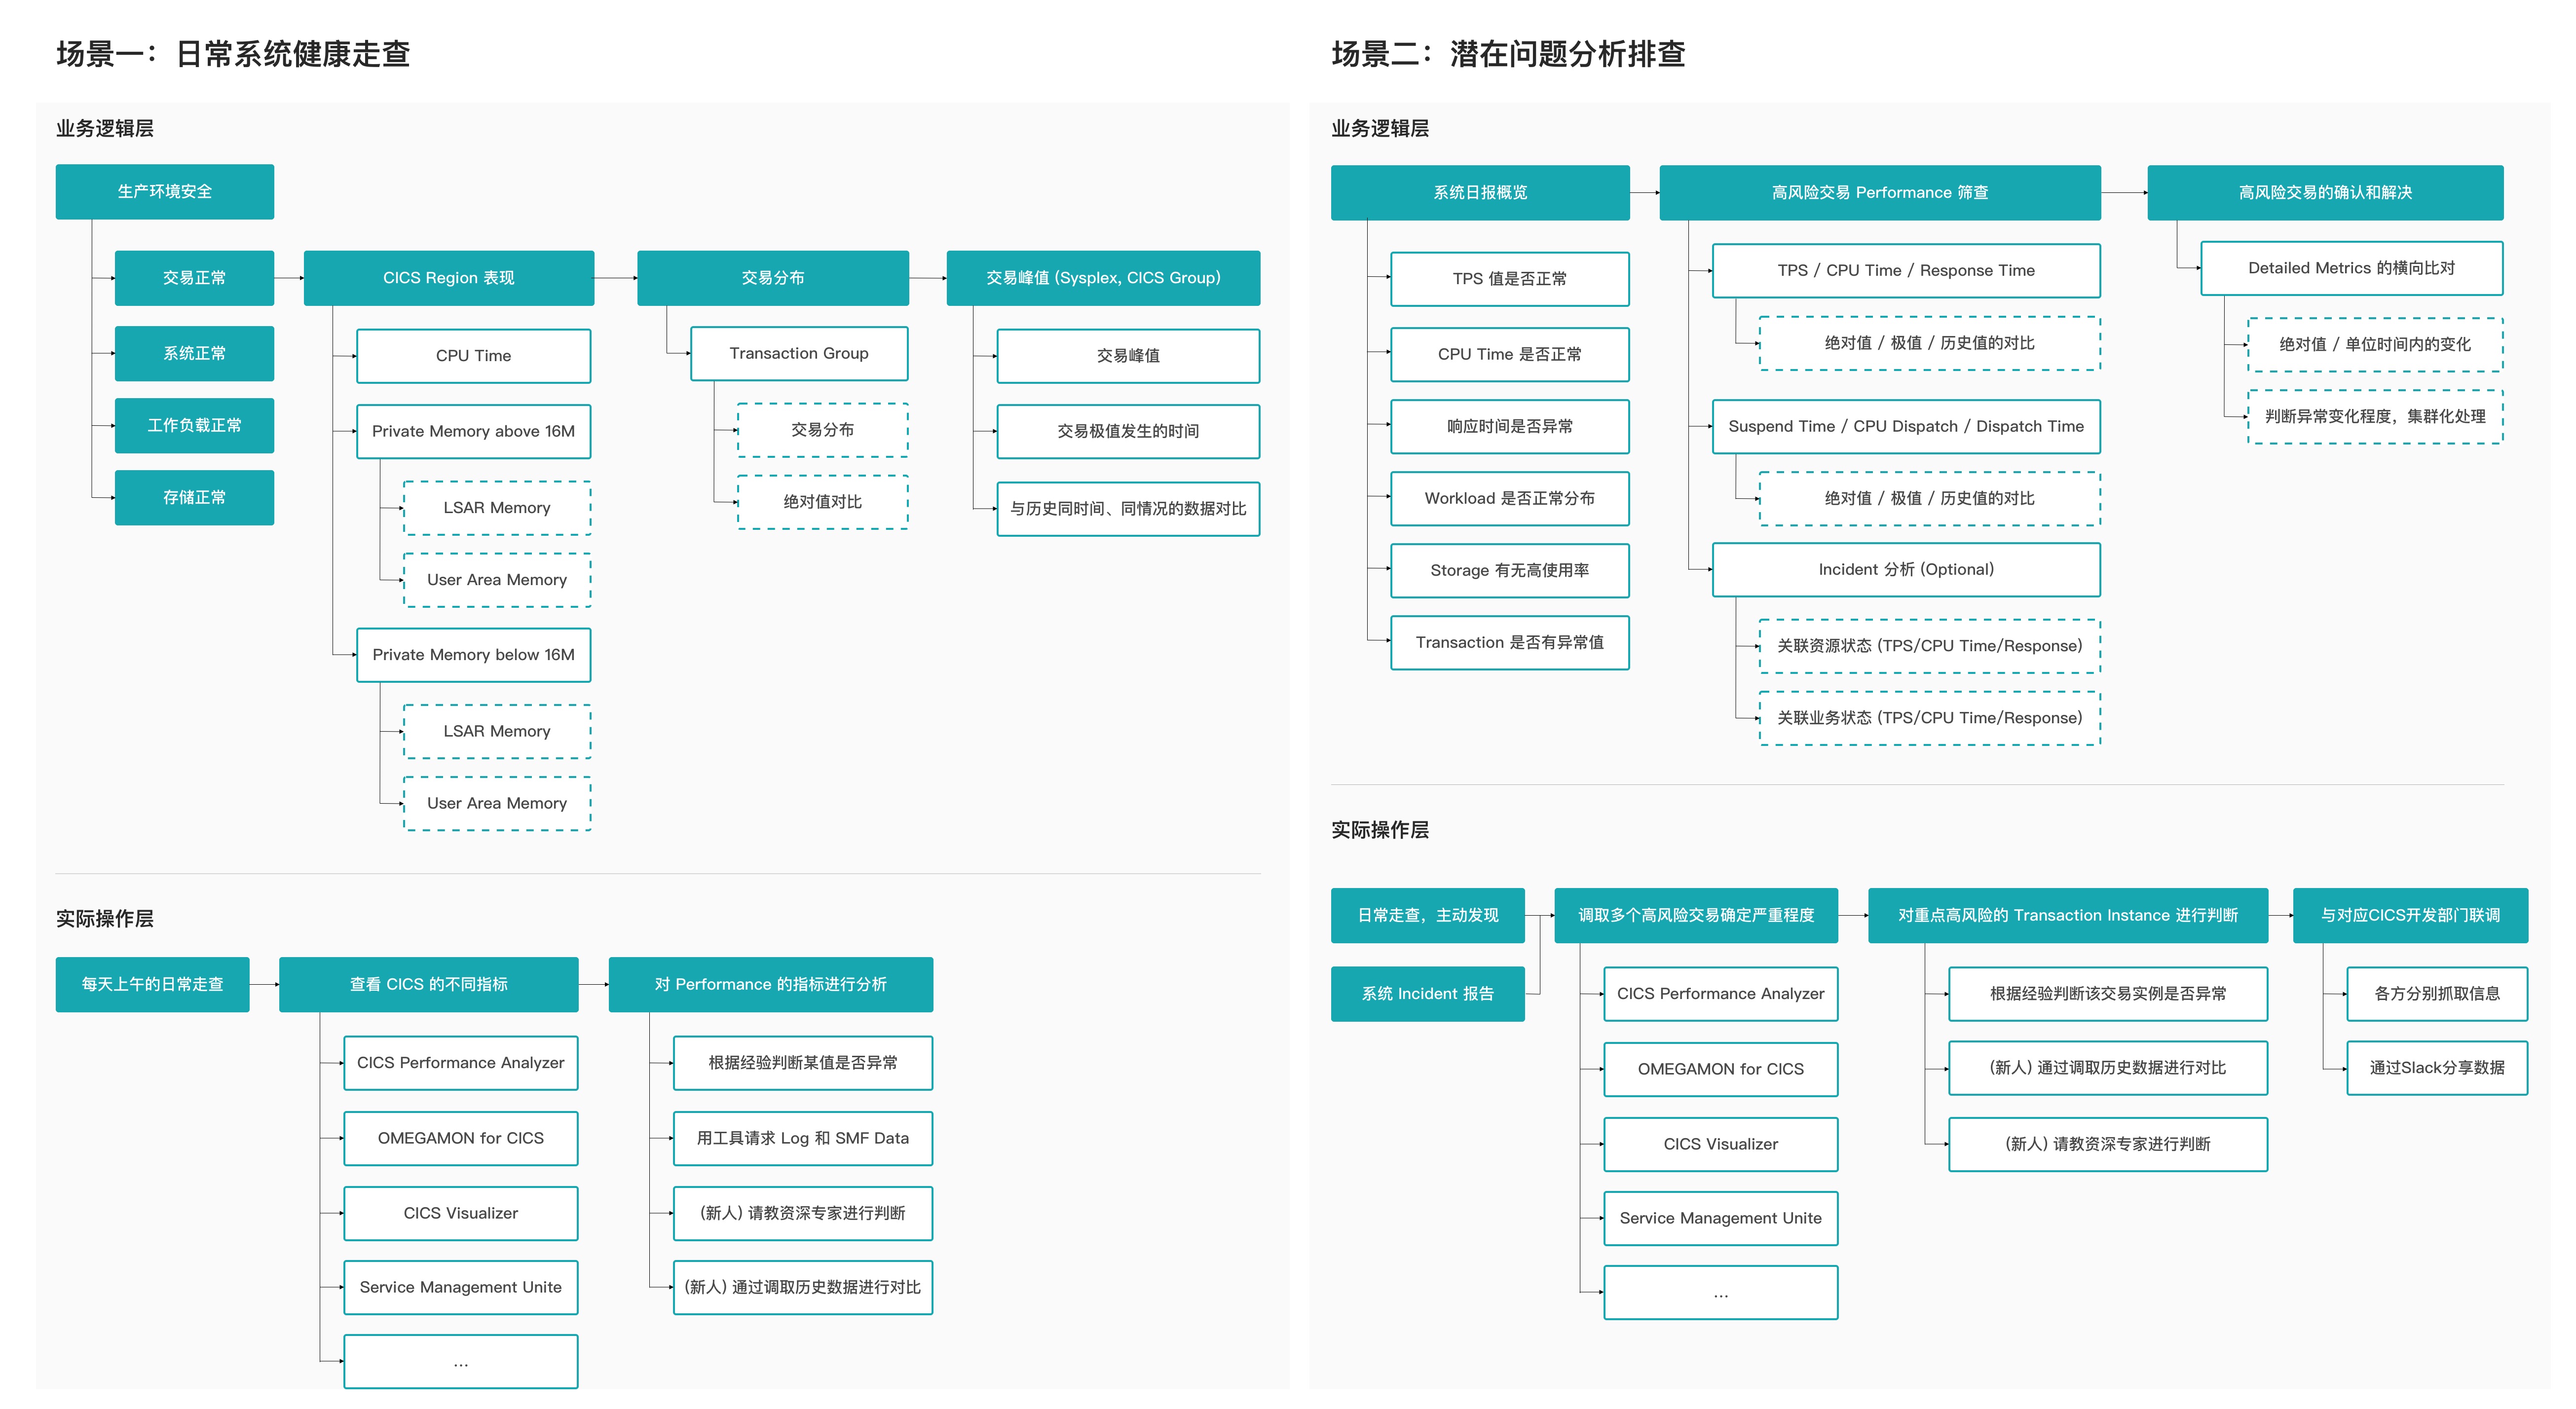 场景一：日常系统健康走查
业务逻辑层
生产环境安全
交易正常
系统正常
工作负载正常
存储正常
CICS Region 表现
CPU Time
Private Memory above 16M
LSAR Memory
User Area Memory
Private Memory below 16M
LSAR Memory
User Area Memory
交易分布
Transaction Group
交易分布
绝对值对比
交易峰值 (Sysplex, CICS Group)
交易峰值
交易极值发生的时间
与历史同时间、同情况的数据对比
实际操作层
每天上午的日常走查
查看 CICS 的不同指标
CICS Performance Analyzer
OMEGAMON for CICS
CICS Visualizer
Service Management Unite
...
对 Performance 的指标进行分析
根据经验判断某值是否异常
用工具请求 Log 和 SMF Data
(新人) 请教资深专家进行判断
(新人) 通过调取历史数据进行对比
场景二：潜在问题分析排查
业务逻辑层
系统日报概览
TPS 值是否正常
CPU Time 是否正常
响应时间是否异常
Workload 是否正常分布
Storage 有无高使用率
Transaction 是否有异常值
高风险交易 Performance 筛查
TPS / CPU Time / Response Time
绝对值 / 极值 / 历史值的对比
Suspend Time / CPU Dispatch / Dispatch Time
绝对值 / 极值 / 历史值的对比
Incident 分析 (Optional)
关联资源状态 (TPS/CPU Time/Response)
关联业务状态 (TPS/CPU Time/Response)
高风险交易的确认和解决
Detailed Metrics 的横向比对
绝对值 / 单位时间内的变化
判断异常变化程度，集群化处理
实际操作层
日常走查，主动发现
系统 Incident 报告
调取多个高风险交易确定严重程度
CICS Performance Analyzer
OMEGAMON for CICS
CICS Visualizer
Service Management Unite
...
对重点高风险的 Transaction Instance 进行判断
根据经验判断该交易实例是否异常
(新人) 通过调取历史数据进行对比
(新人) 请教资深专家进行判断
与对应CICS开发部门联调
各方分别抓取信息
通过Slack分享数据